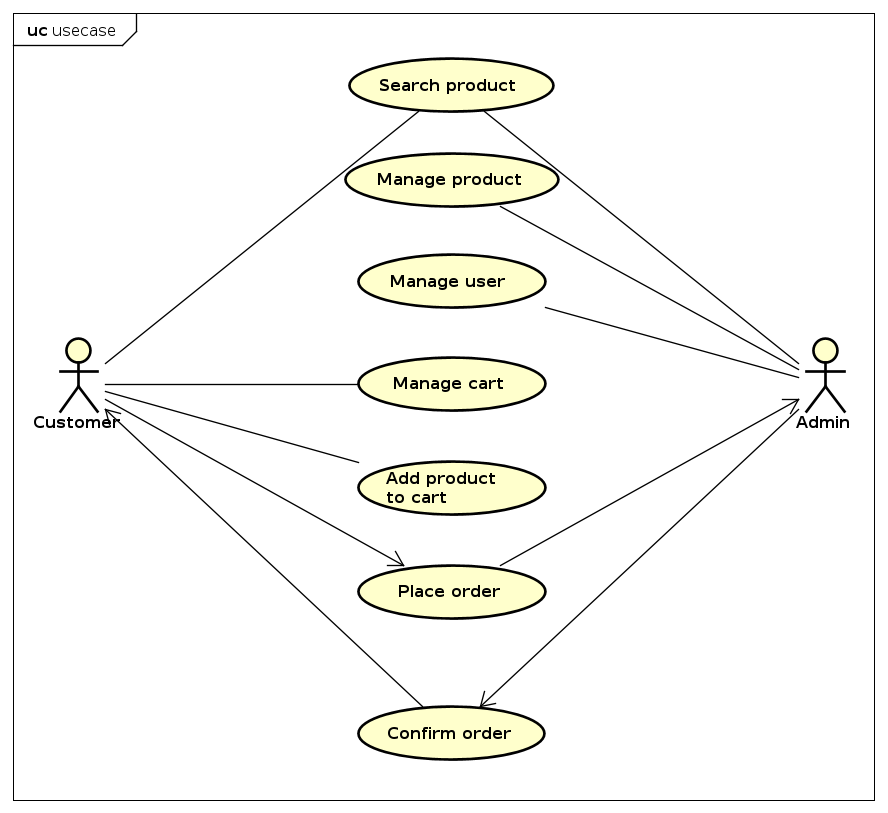 uc usecase
Search product
Manage product
Manage user
Manage cart
Customer
Admin
Add product
to cart
Place order
Confirm order